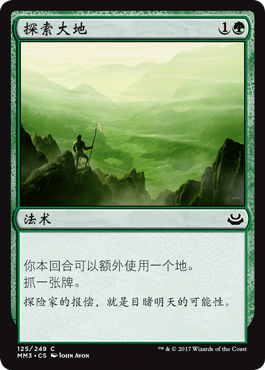 探索大地 1
法术
你本回合可以额外使用一个地。
抓一张牌。
探险家的报偿，就是目睹明天的可能性。
125/249 C
MM3 • CS JOHN AVON
™ & © 2017 Wizards of the Coast